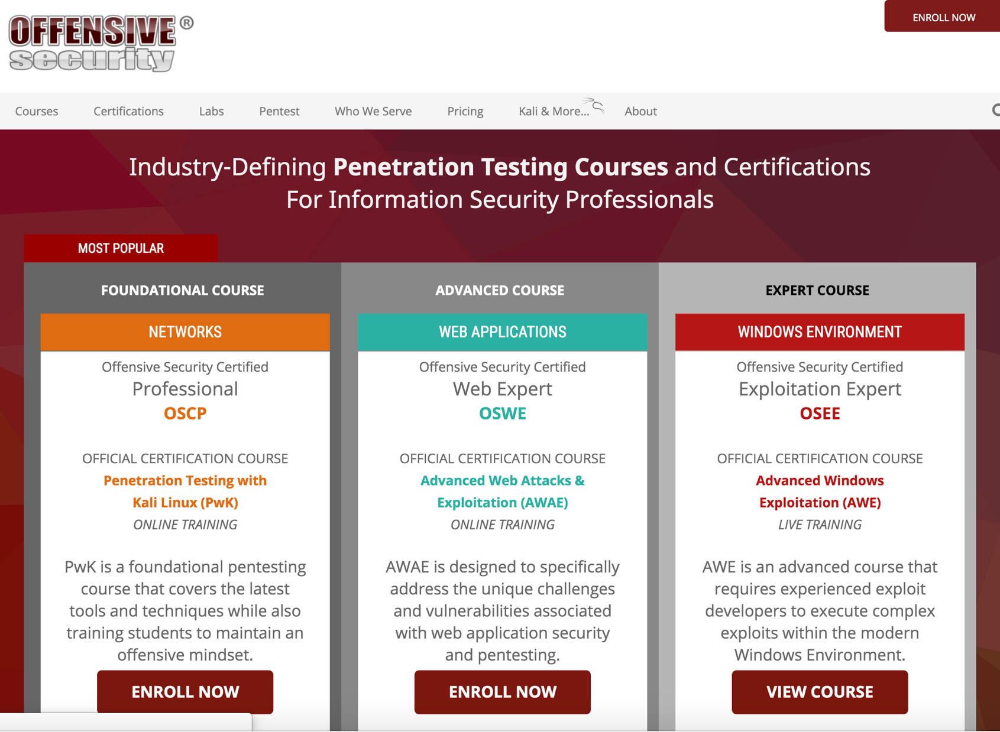 OFFENSIVE®
security
ENROLL NOW
Courses Certifications Labs Pentest Who We Serve Pricing Kali & More... About
Industry-Defining Penetration Testing Courses and Certifications
For Information Security Professionals
MOST POPULAR
FOUNDATIONAL COURSE
NETWORKS
Offensive Security Certified
Professional
OSCP
OFFICIAL CERTIFICATION COURSE
Penetration Testing with
Kali Linux (PwK)
ONLINE TRAINING
PwK is a foundational pentesting
course that covers the latest
tools and techniques while also
training students to maintain an
offensive mindset.
ENROLL NOW
ADVANCED COURSE
WEB APPLICATIONS
Offensive Security Certified
Web Expert
OSWE
OFFICIAL CERTIFICATION COURSE
Advanced Web Attacks &
Exploitation (AWAE)
ONLINE TRAINING
AWAE is designed to specifically
address the unique challenges
and vulnerabilities associated
with web application security
and pentesting.
ENROLL NOW
EXPERT COURSE
WINDOWS ENVIRONMENT
Offensive Security Certified
Exploitation Expert
OSEE
OFFICIAL CERTIFICATION COURSE
Advanced Windows
Exploitation (AWE)
LIVE TRAINING
AWE is an advanced course that
requires experienced exploit
developers to execute complex
exploits within the modern
Windows Environment.
VIEW COURSE